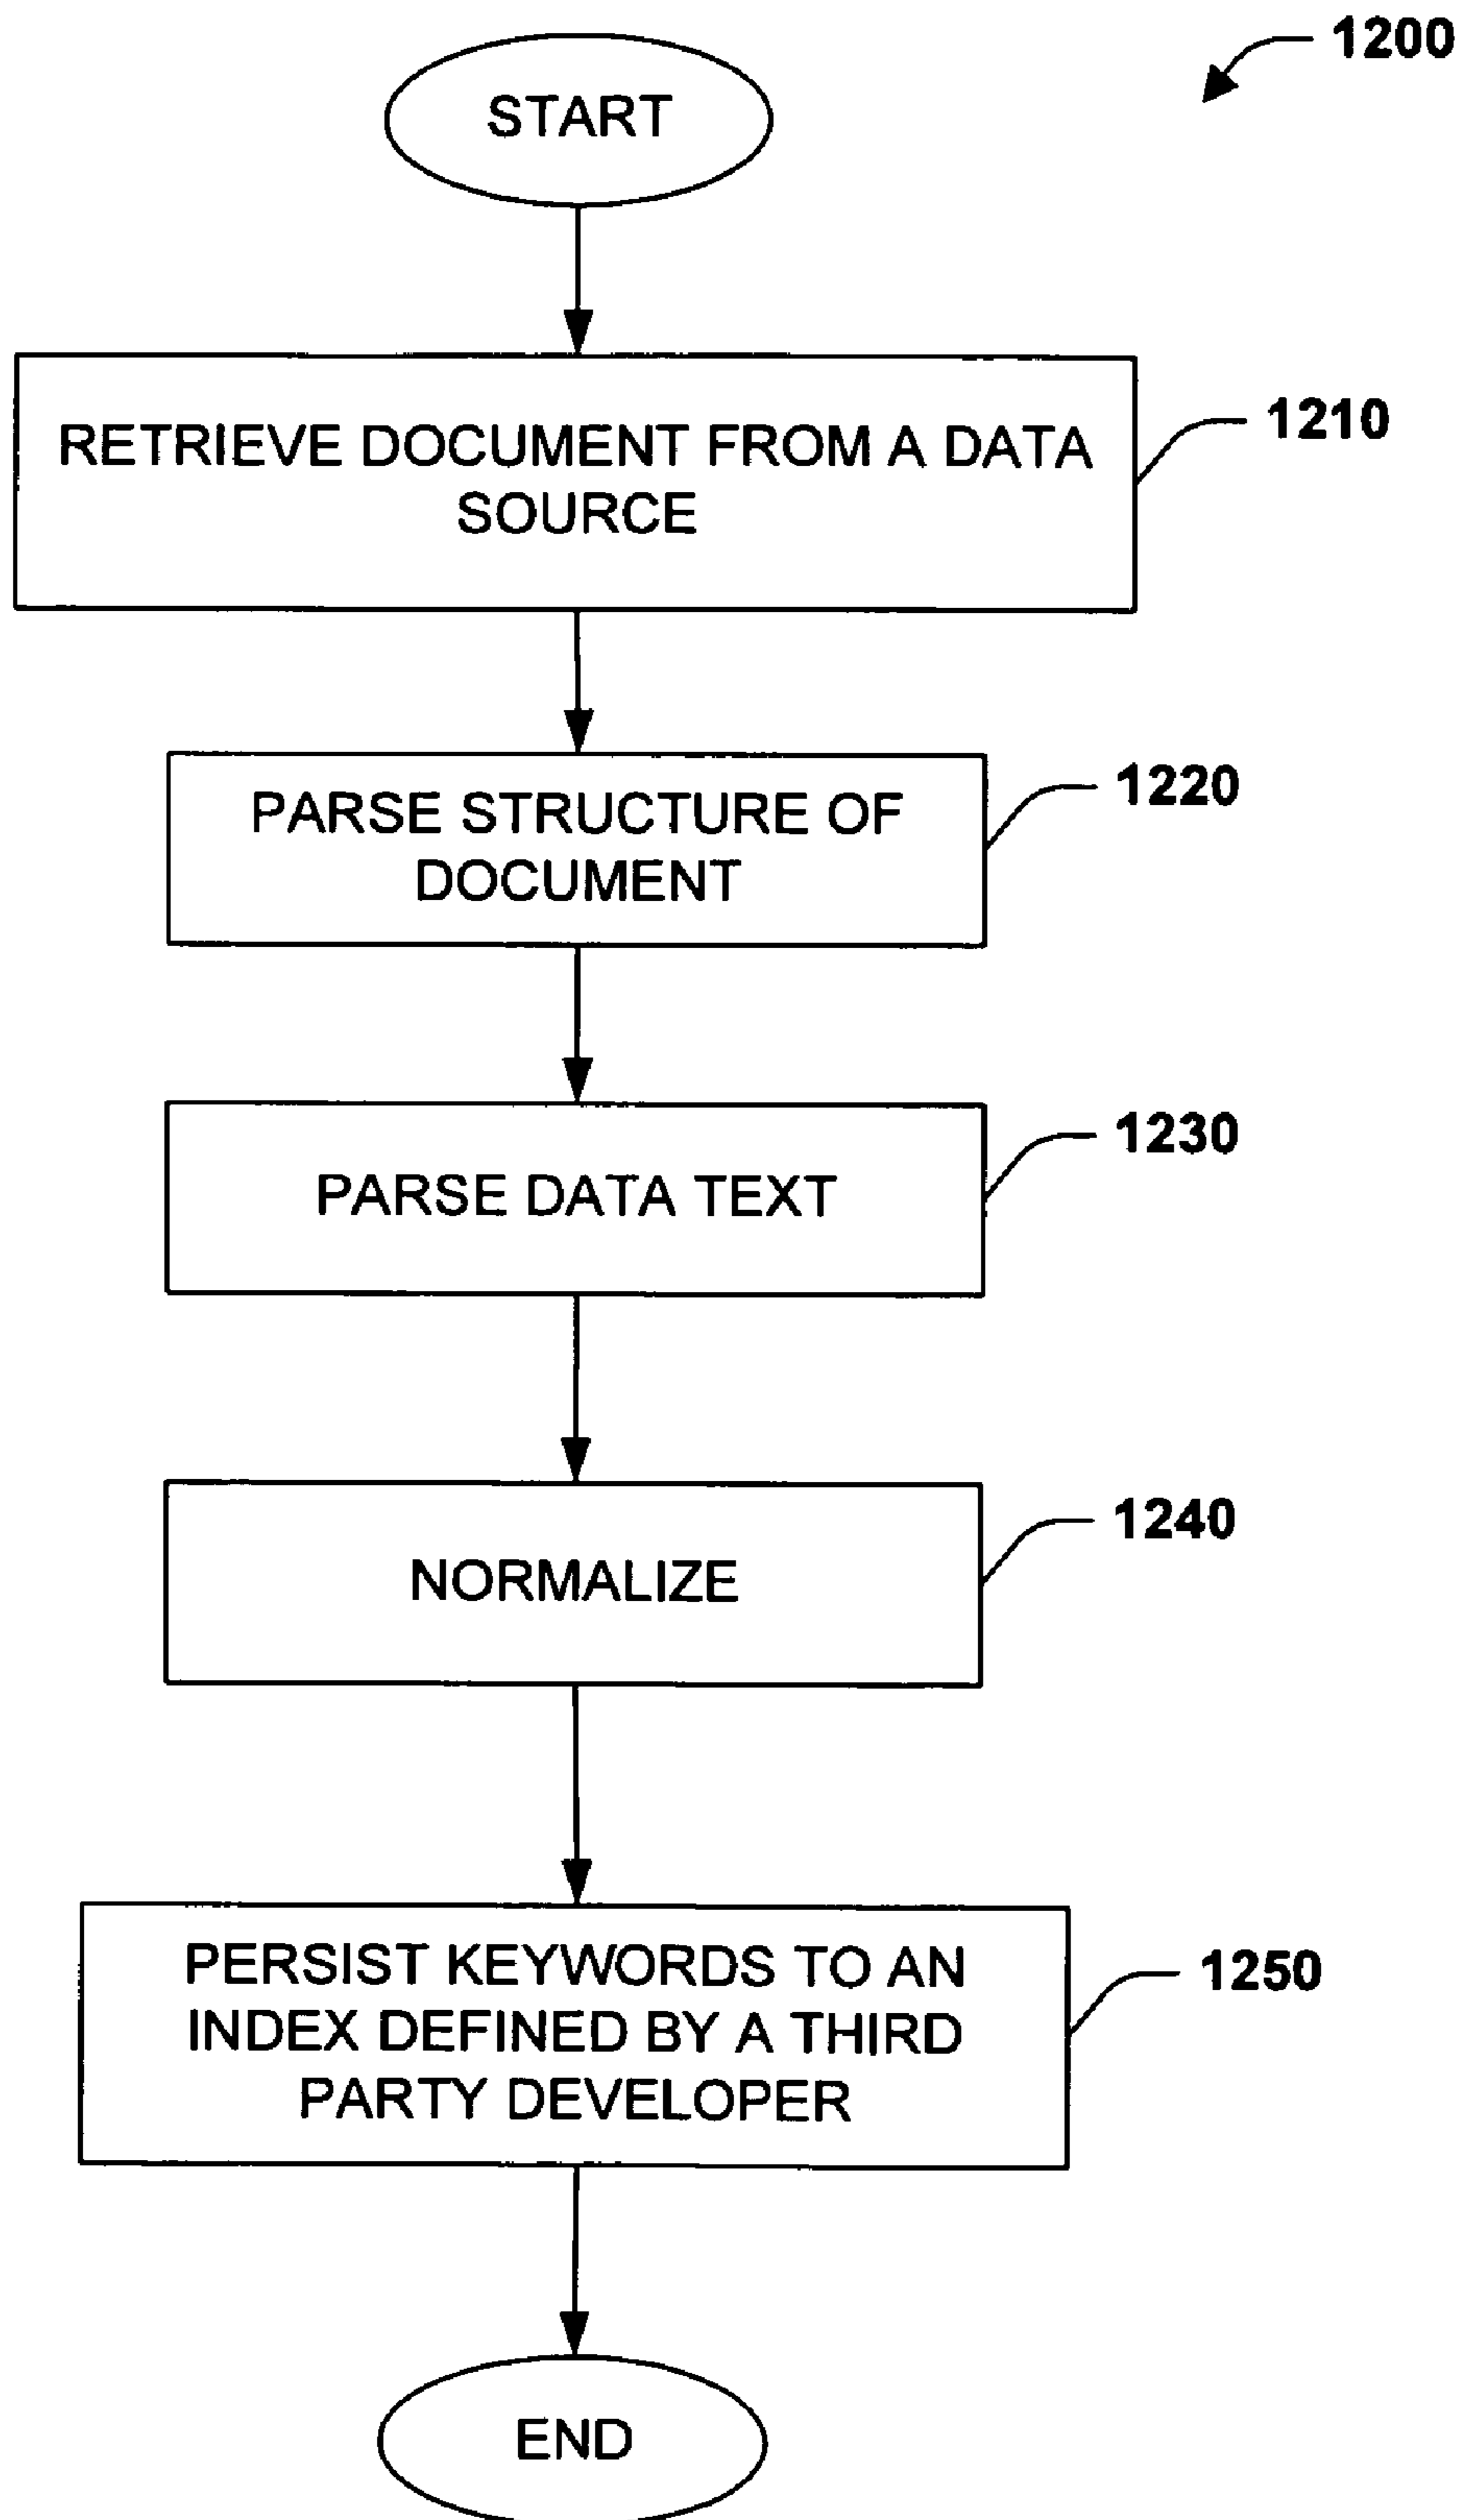 1200
START
RETRIEVE DOCUMENT FROM A DATA
SOURCE
1210
PARSE STRUCTURE OF
DOCUMENT
1220
PARSE DATA TEXT
1230
NORMALIZE
1240
PERSIST KEYWORDS TO AN
INDEX DEFINED BY A THIRD
PARTY DEVELOPER
1250
END